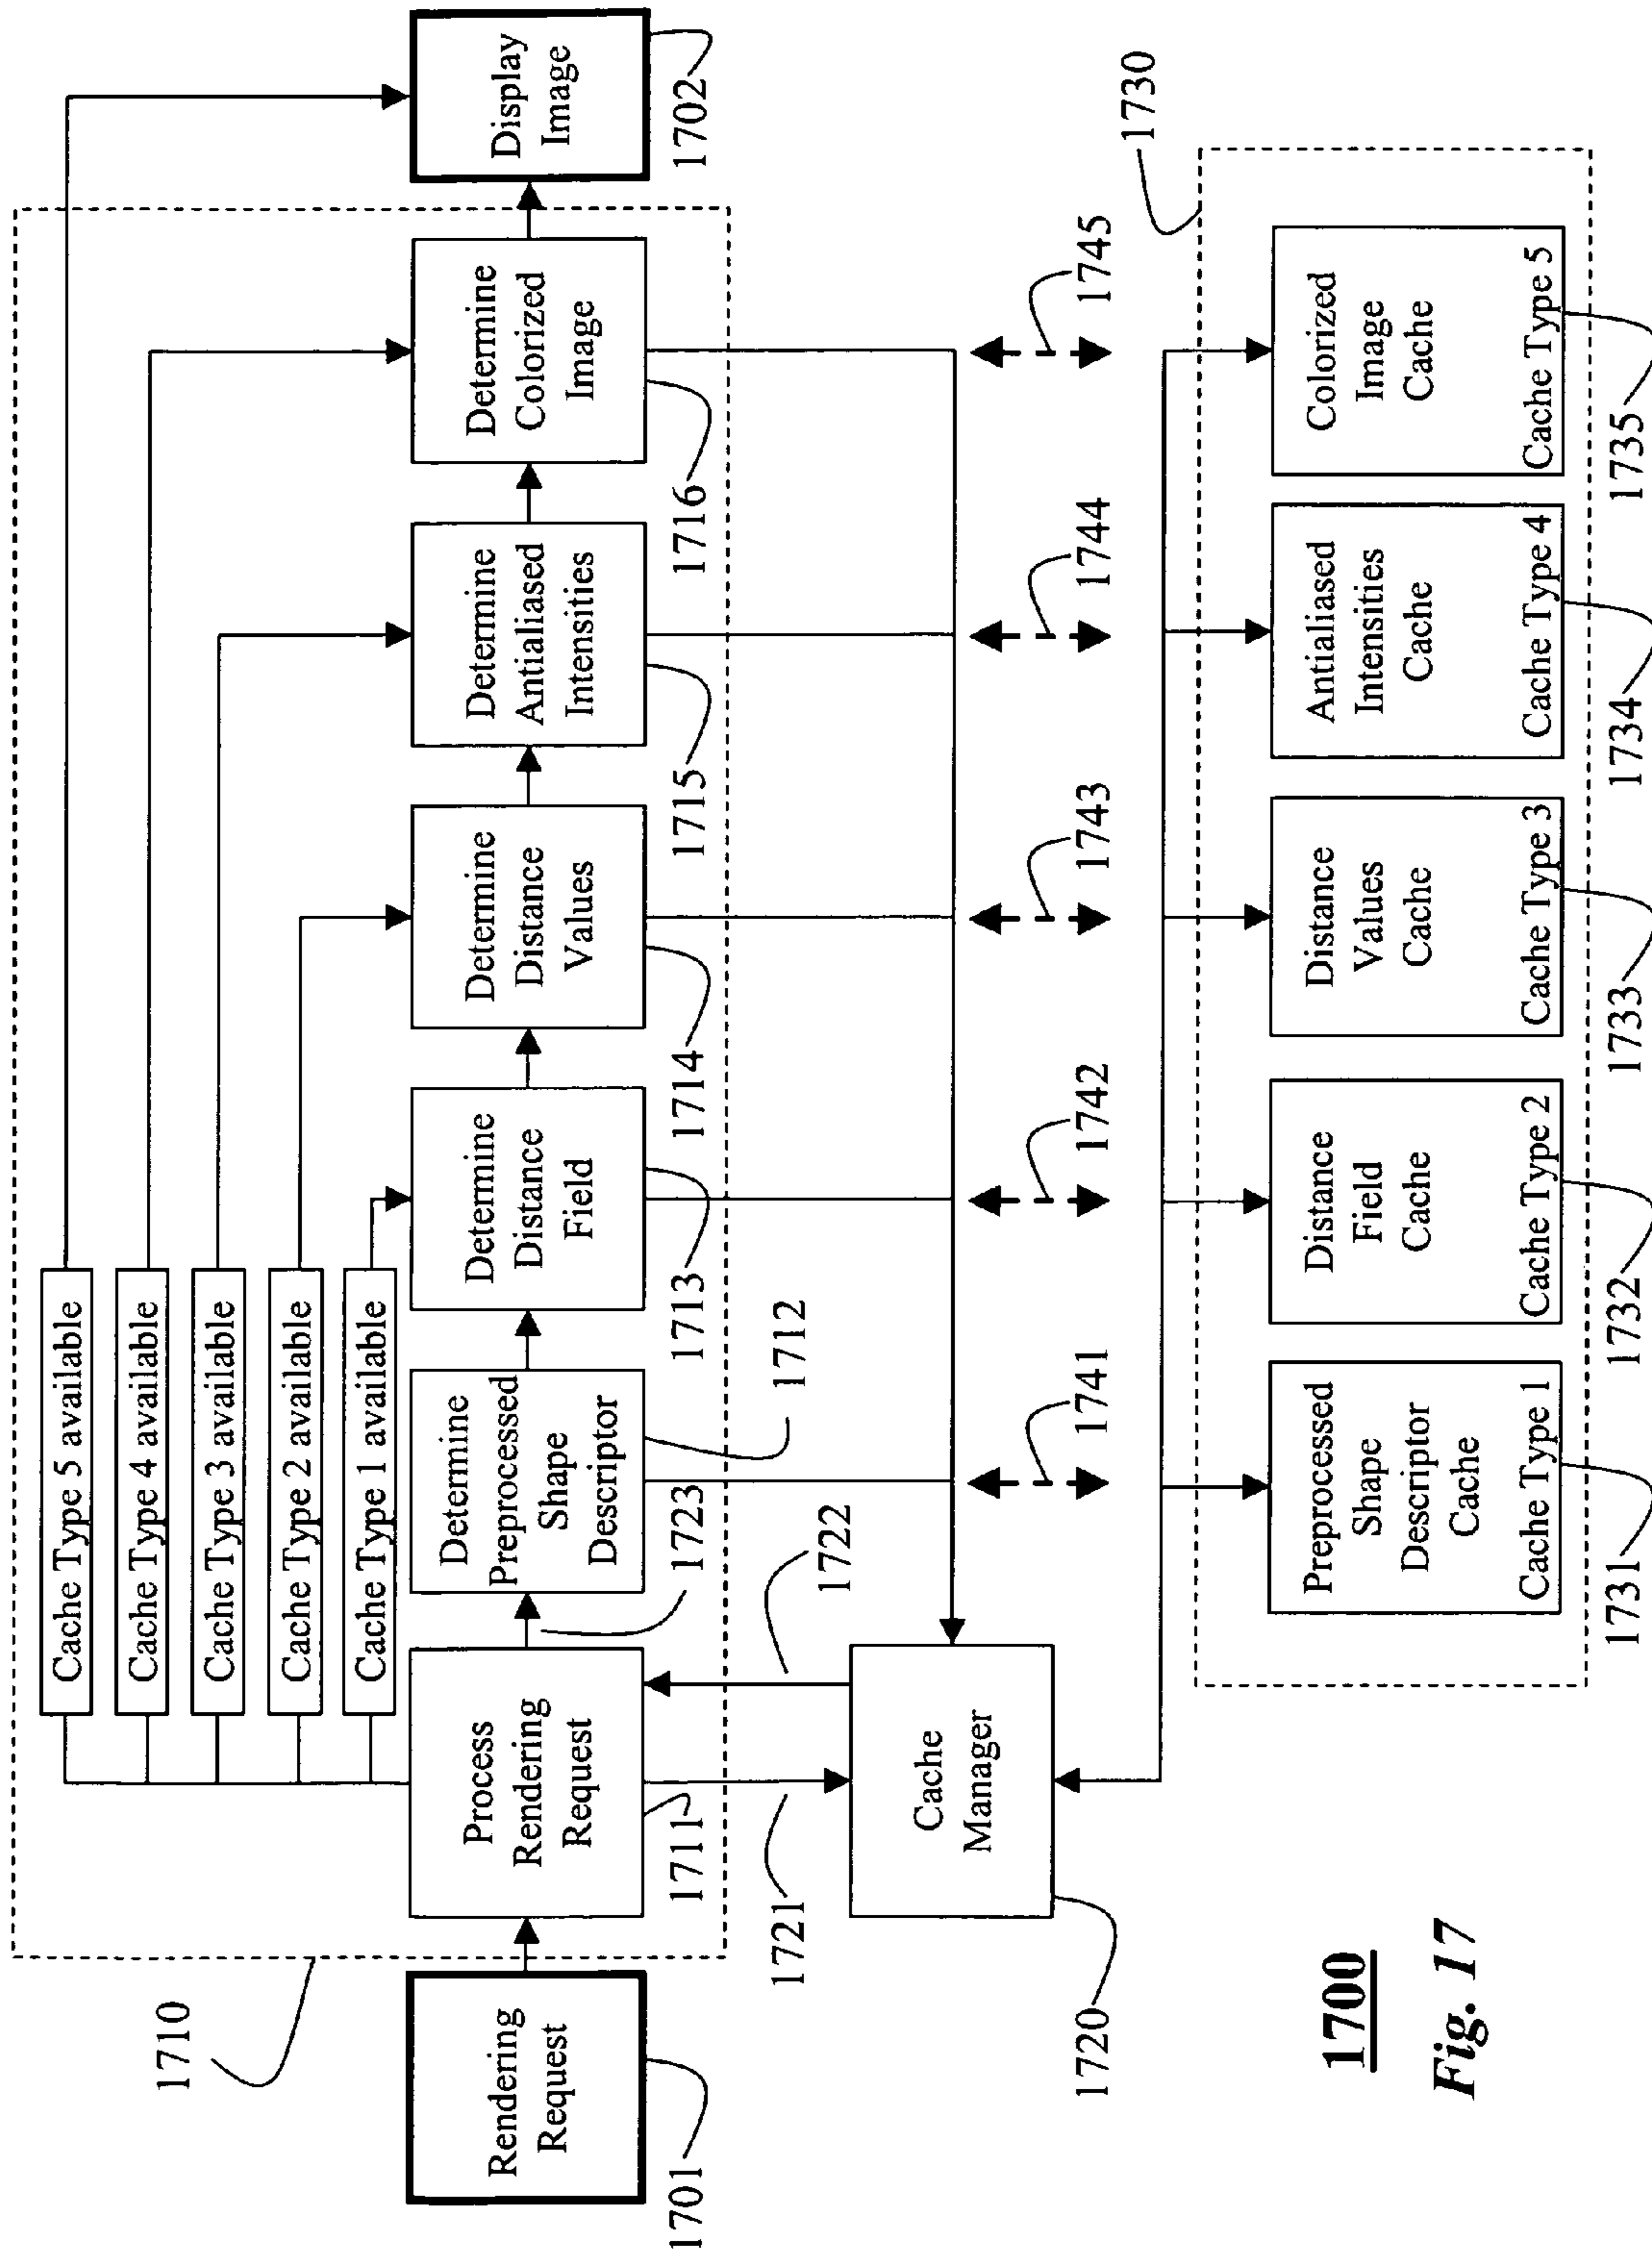 1710
Cache Type 5 available
Cache Type 4 available
Cache Type 3 available
Cache Type 2 available
Cache Type 1 available
Rendering
Request
1701
Process
Rendering
Request
1711
1723
Determine
Preprocessed
Shape
Descriptor
1712
Determine
Distance
Field
1713
Determine
Distance
Values
1714
Determine
Antialiased
Intensities
1715
Determine
Colorized
Image
1716
Display
Image
1702
1721
1722
Cache
Manager
1720
1741
1742
1743
1744
1745
1730
Preprocessed
Shape
Descriptor
Cache
Cache Type 1
1731
Distance
Field
Cache
Cache Type 2
1732
Distance
Values
Cache
Cache Type 3
1733
Antialiased
Intensities
Cache
Cache Type 4
1734
Colorized
Image
Cache
Cache Type 5
1735
1700
Fig. 17